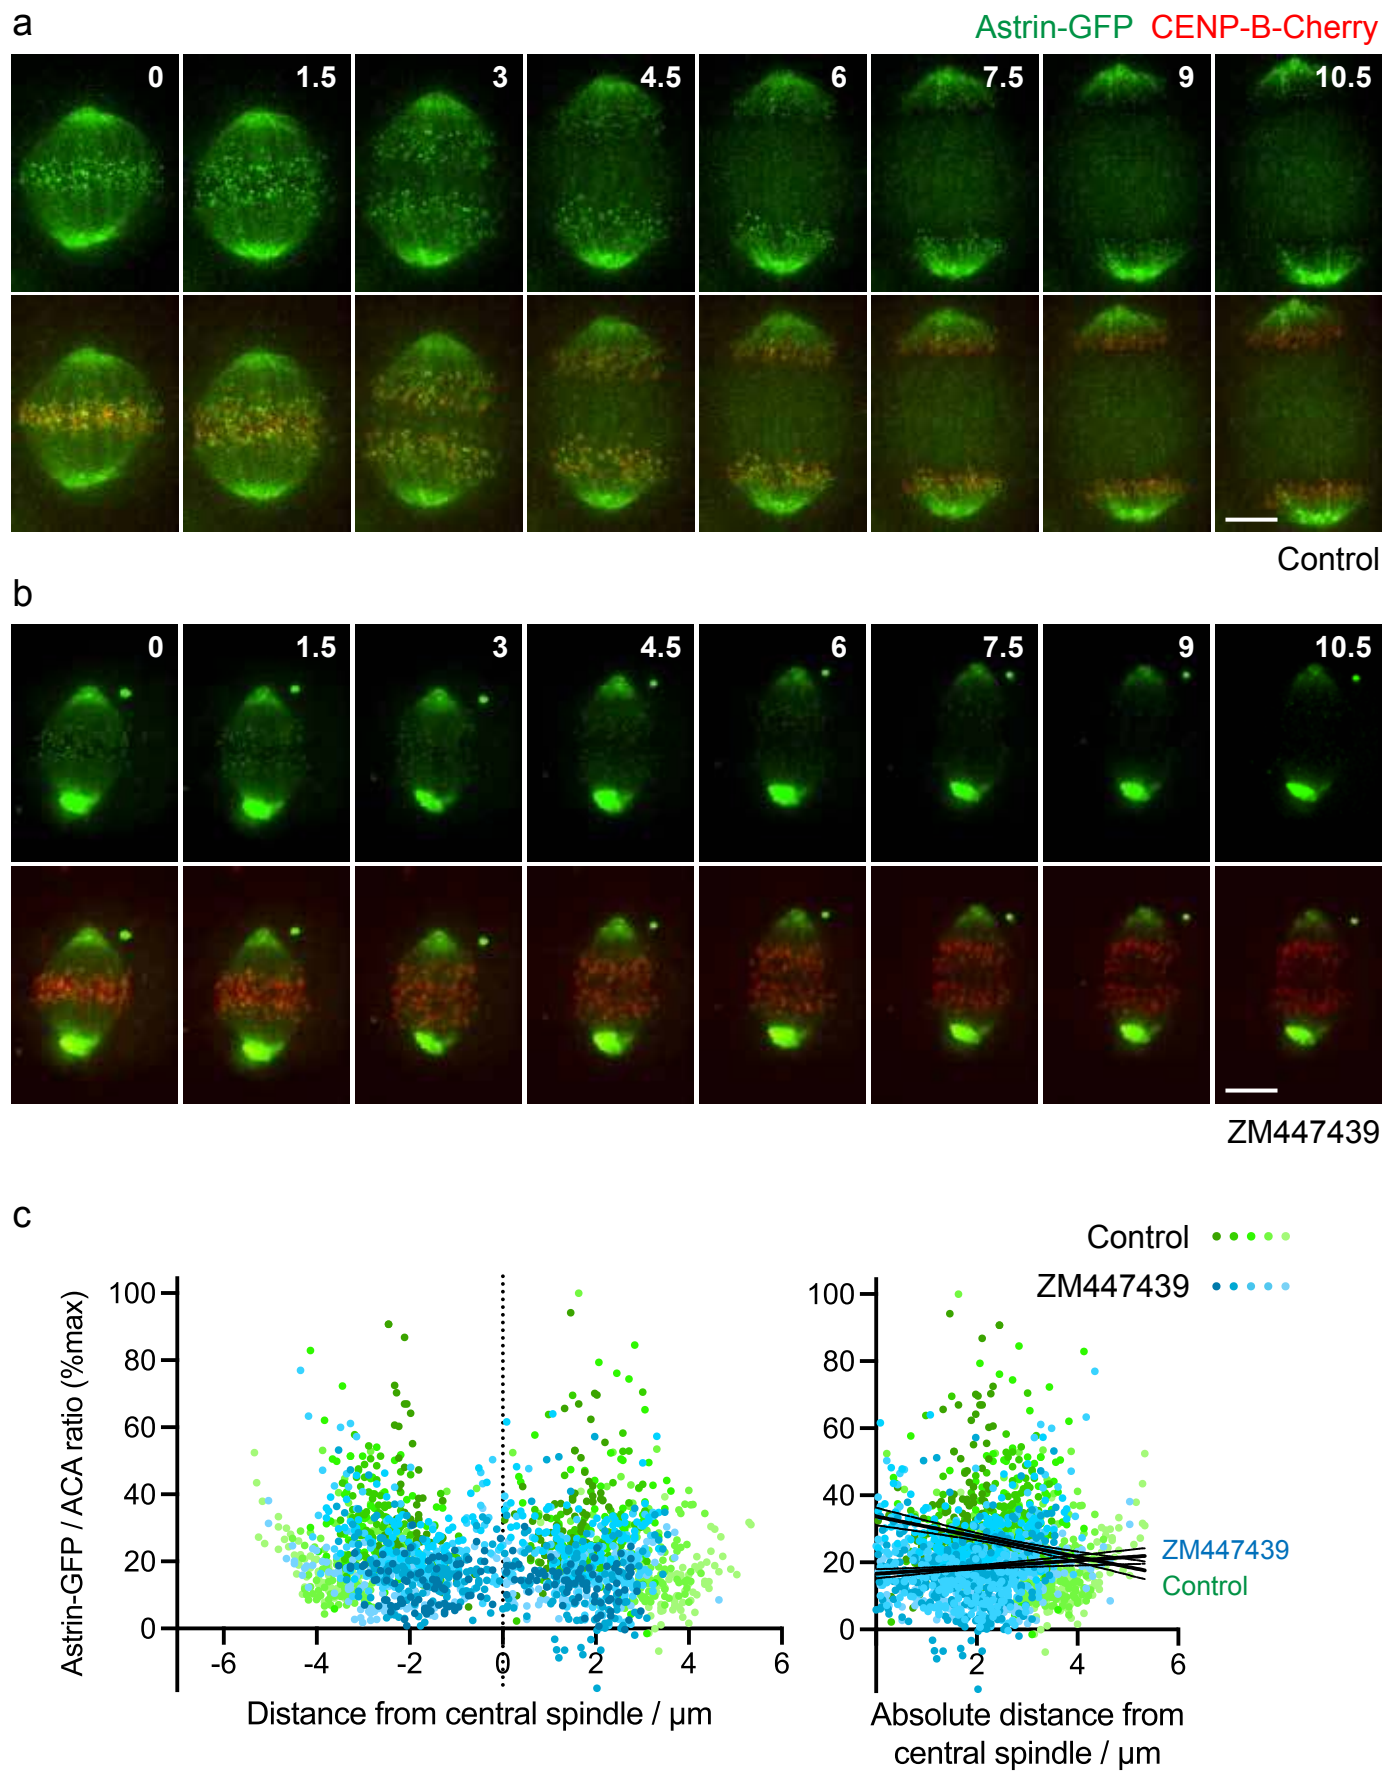 a
Astrin-GFP CENP-B-Cherry
0 1.5 3 4.5 6 7.5 9 10.5
Control
b
0 1.5 3 4.5 6 7.5 9 10.5
ZM447439
c
Control
ZM447439
Astrin-GFP / ACA ratio (%max)
100
80
60
40
20
0
-6 -4 -2 0 2 4 6
Distance from central spindle / µm
100
80
60
40
20
0
2 4 6
ZM447439
Control
Absolute distance from
central spindle / µm